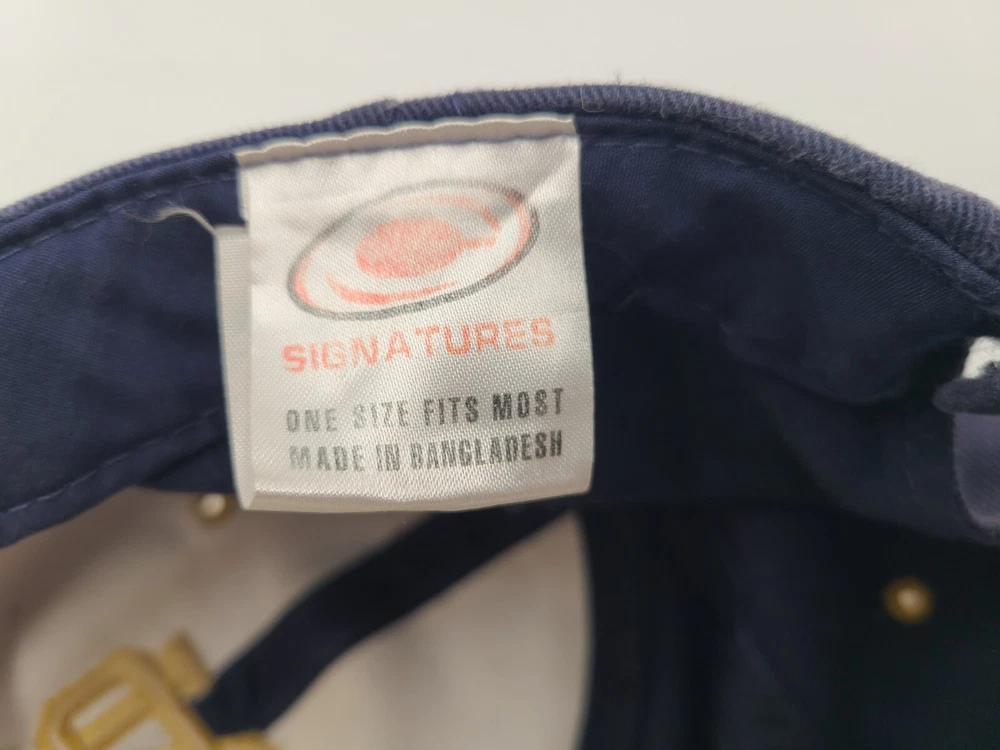 SIGNATURES
ONE SIZE FITS MOST
MADE IN BANGLADESH